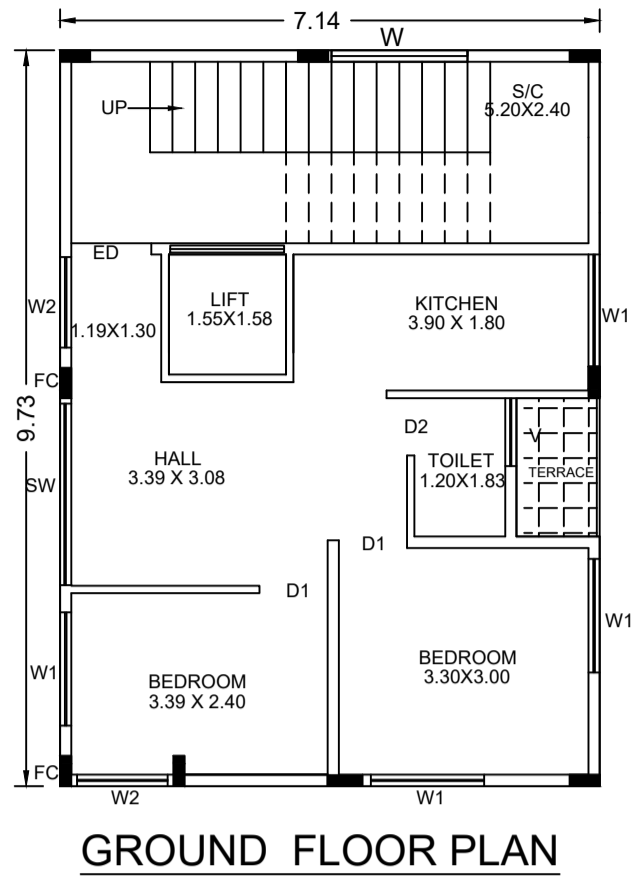 7.14
W
S/C
5.20X2.40
UP
ED
W2
1.19X1.30
LIFT
1.55X1.58
KITCHEN
3.90 X 1.80
W1
FC
9.73
D2
V
HALL
3.39 X 3.08
TOILET
1.20X1.83
TERRACE
SW
D1
D1
W1
BEDROOM
3.30X3.00
W1
BEDROOM
3.39 X 2.40
FC
W2
W1
GROUND FLOOR PLAN